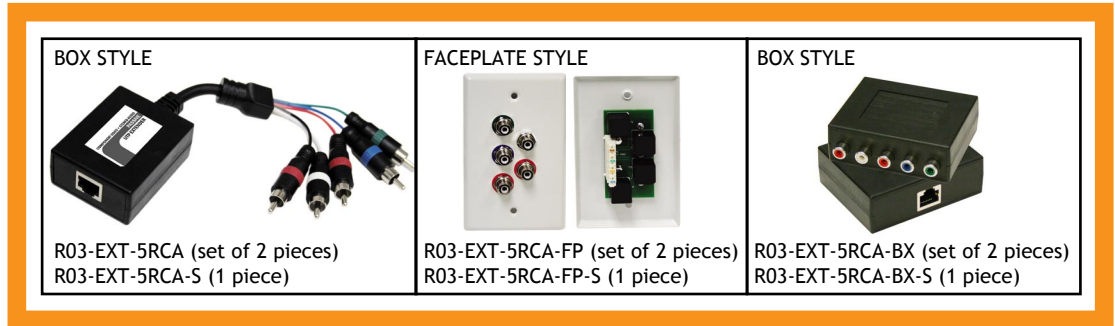 BOX STYLE
R03-EXT-5RCA (set of 2 pieces)
R03-EXT-5RCA-S (1 piece)
FACEPLATE STYLE
R03-EXT-5RCA-FP (set of 2 pieces)
R03-EXT-5RCA-FP-S (1 piece)
BOX STYLE
R03-EXT-5RCA-BX (set of 2 pieces)
R03-EXT-5RCA-BX-S (1 piece)